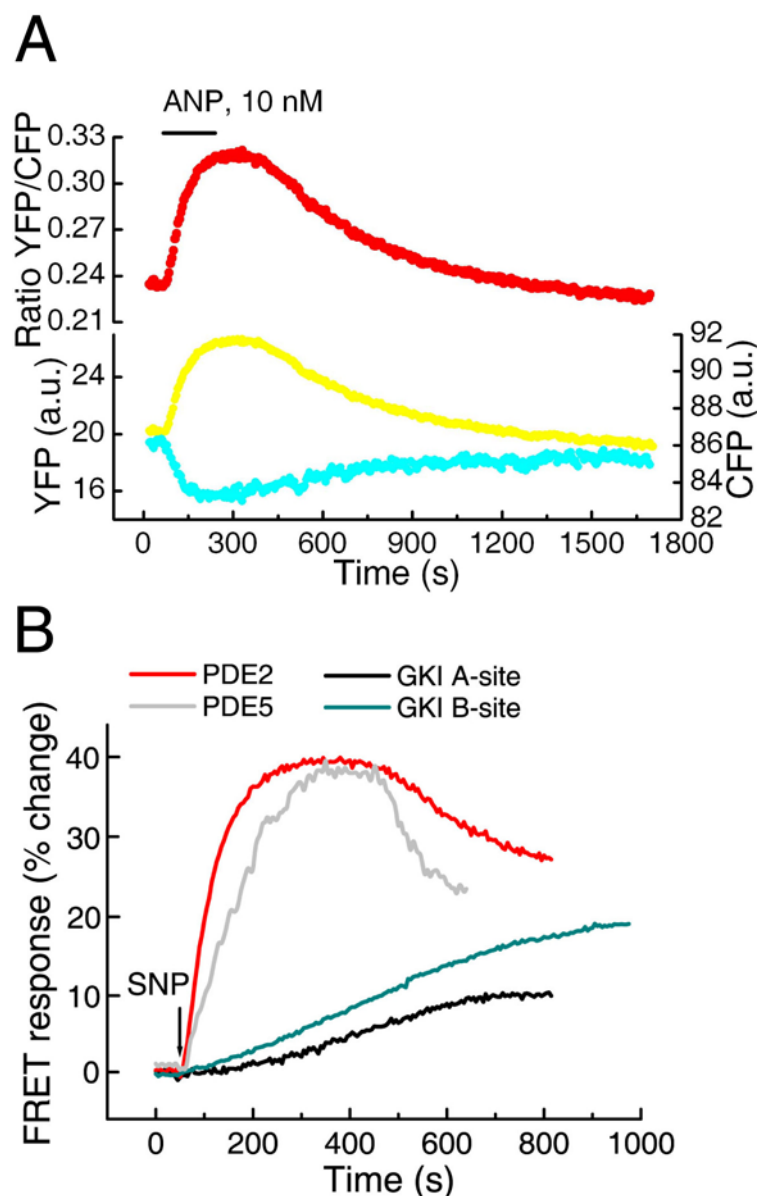 A
ANP, 10 nM
Ratio YFP/CFP
0.33
0.30
0.27
0.24
0.21
YFP (a.u.)
24
20
16
CFP (a.u.)
92
90
88
86
84
82
0 300 600 900 1200 1500 1800
Time (s)
B
PDE2 GKI A-site
PDE5 GKI B-site
FRET response (% change)
40
30
20
10
0
SNP
0 200 400 600 800 1000
Time (s)